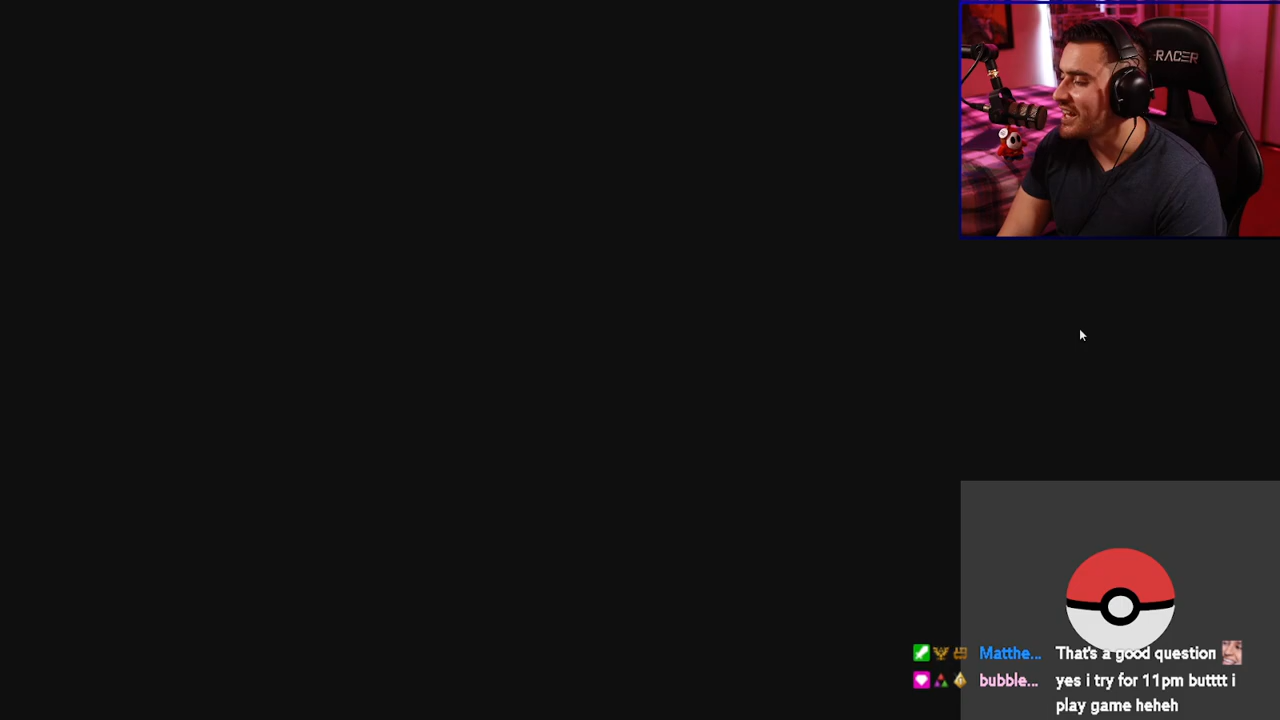 RACER
Matthe... That's a good question
bubble... yes i try for 11pm butttt i
play game heheh